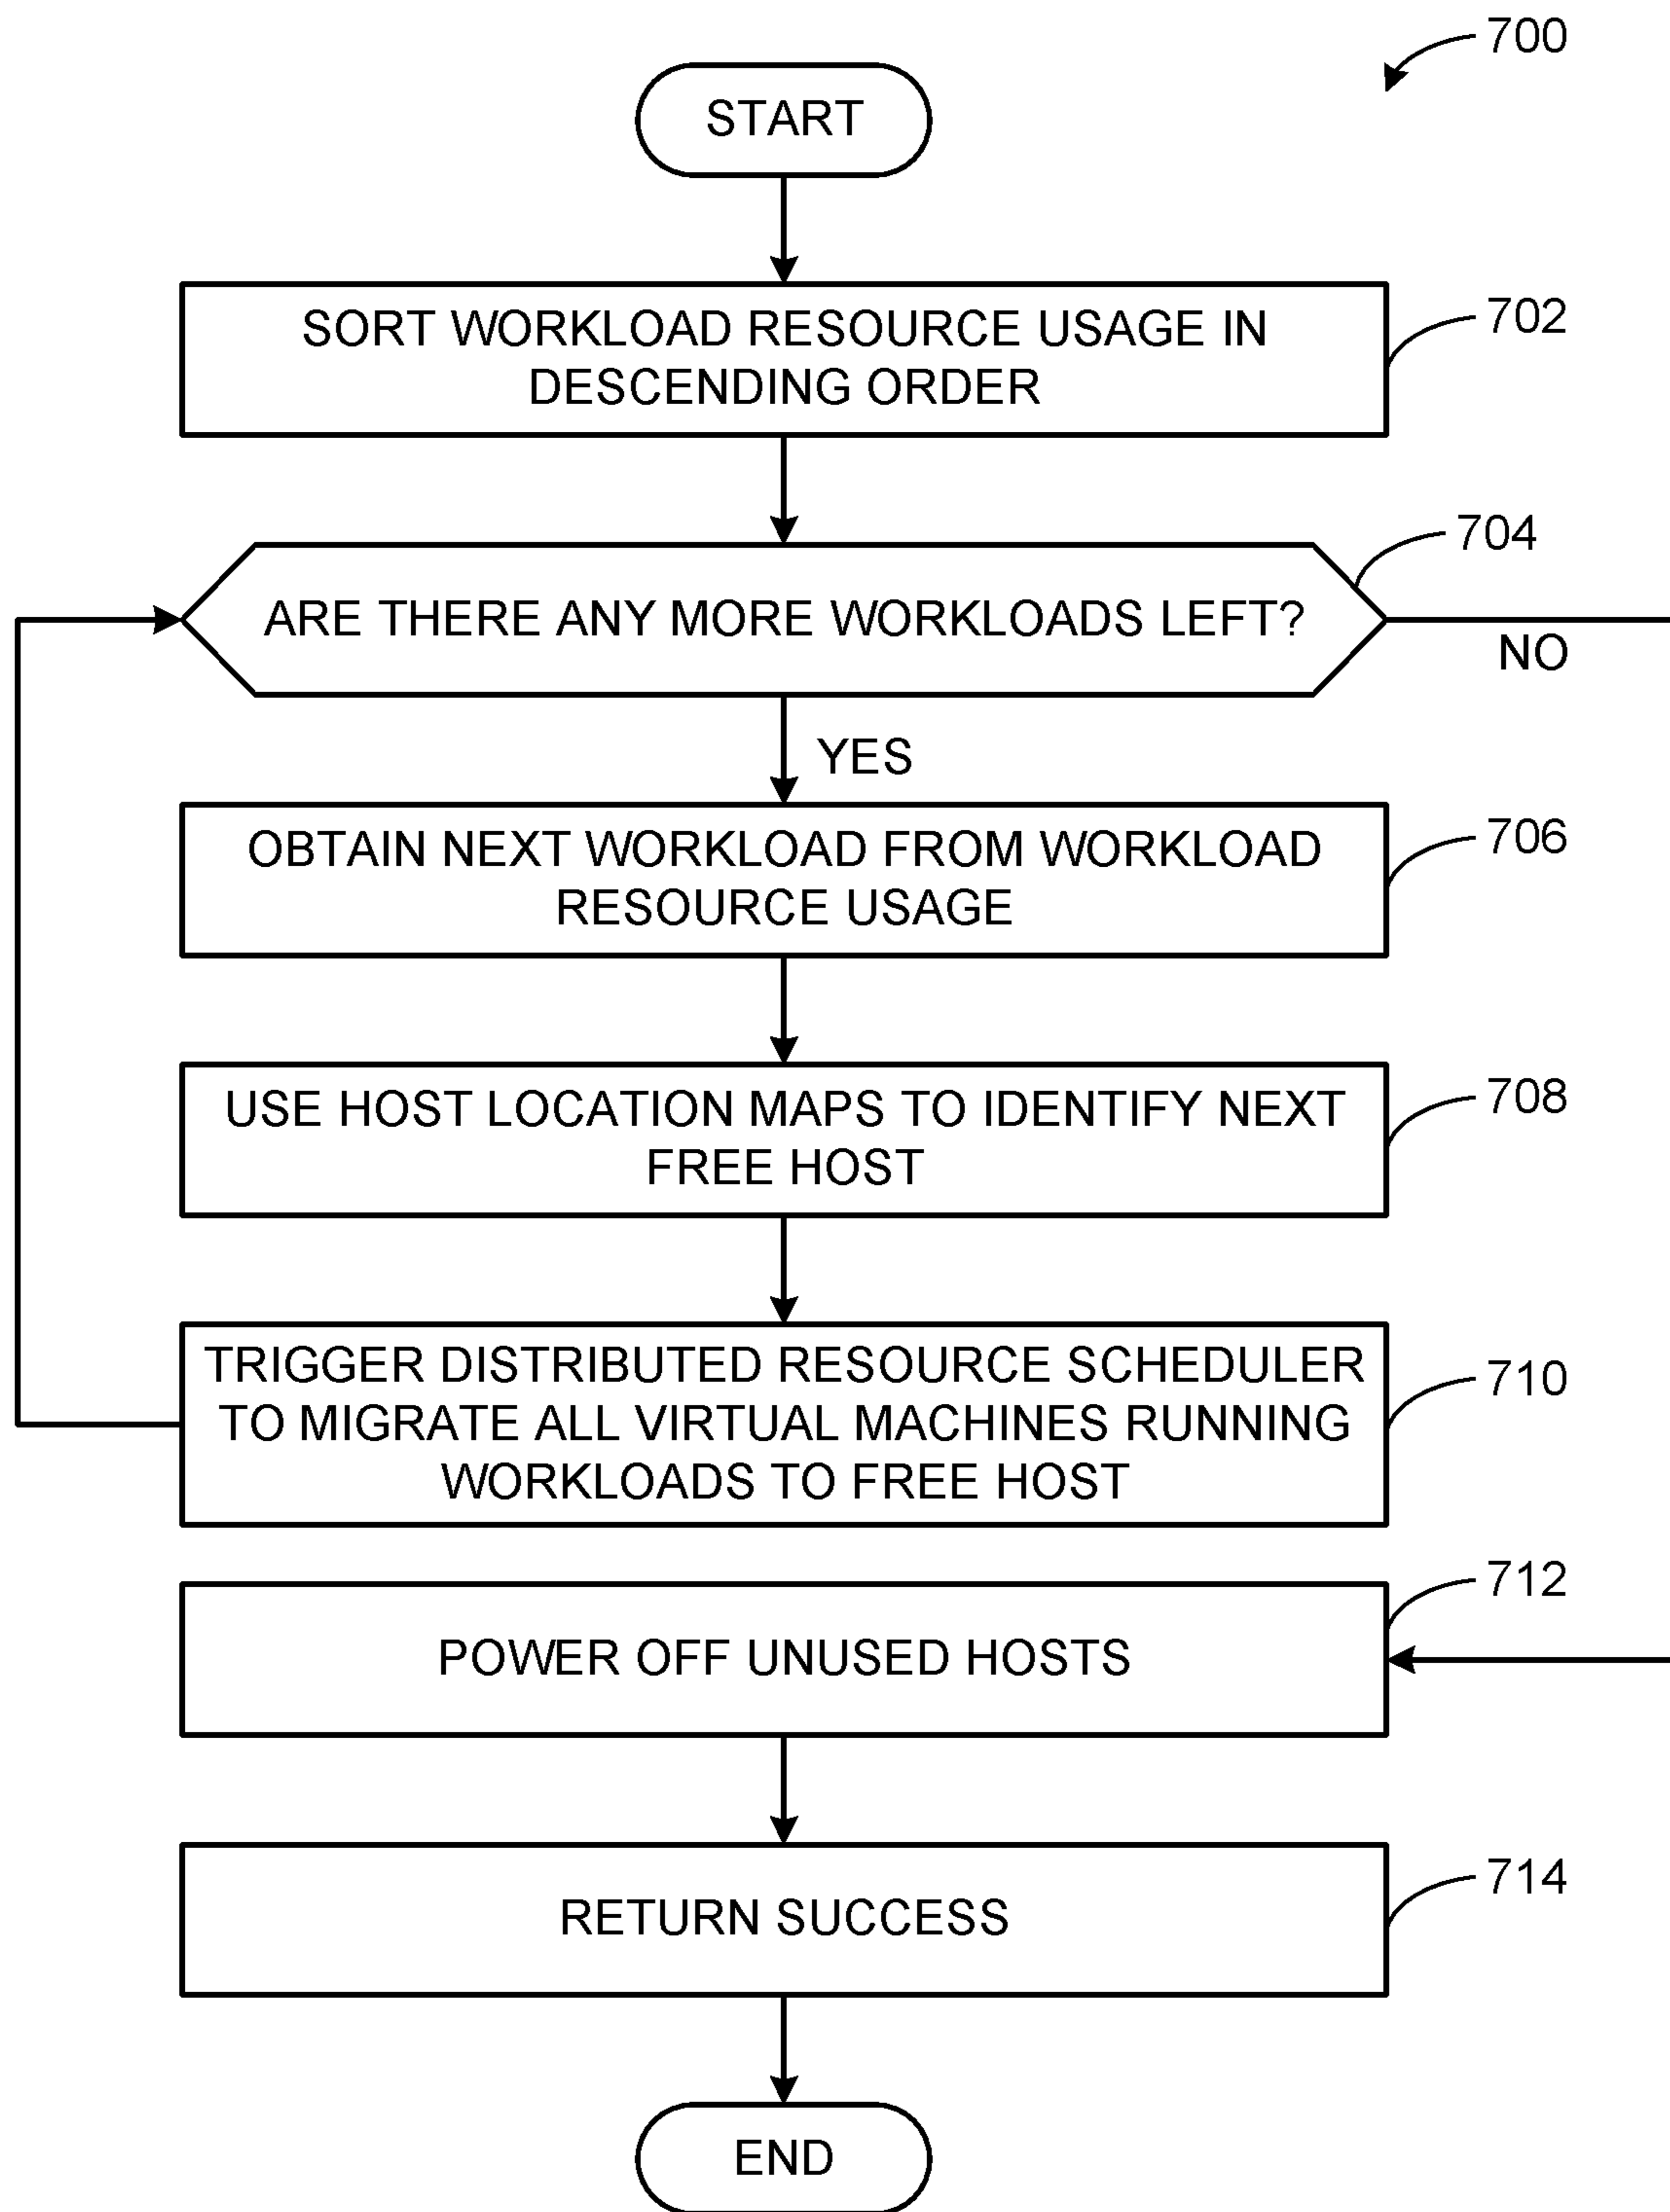 700
START
SORT WORKLOAD RESOURCE USAGE IN
DESCENDING ORDER
702
704
ARE THERE ANY MORE WORKLOADS LEFT?
NO
YES
OBTAIN NEXT WORKLOAD FROM WORKLOAD
RESOURCE USAGE
706
USE HOST LOCATION MAPS TO IDENTIFY NEXT
FREE HOST
708
TRIGGER DISTRIBUTED RESOURCE SCHEDULER
TO MIGRATE ALL VIRTUAL MACHINES RUNNING
WORKLOADS TO FREE HOST
710
712
POWER OFF UNUSED HOSTS
714
RETURN SUCCESS
END